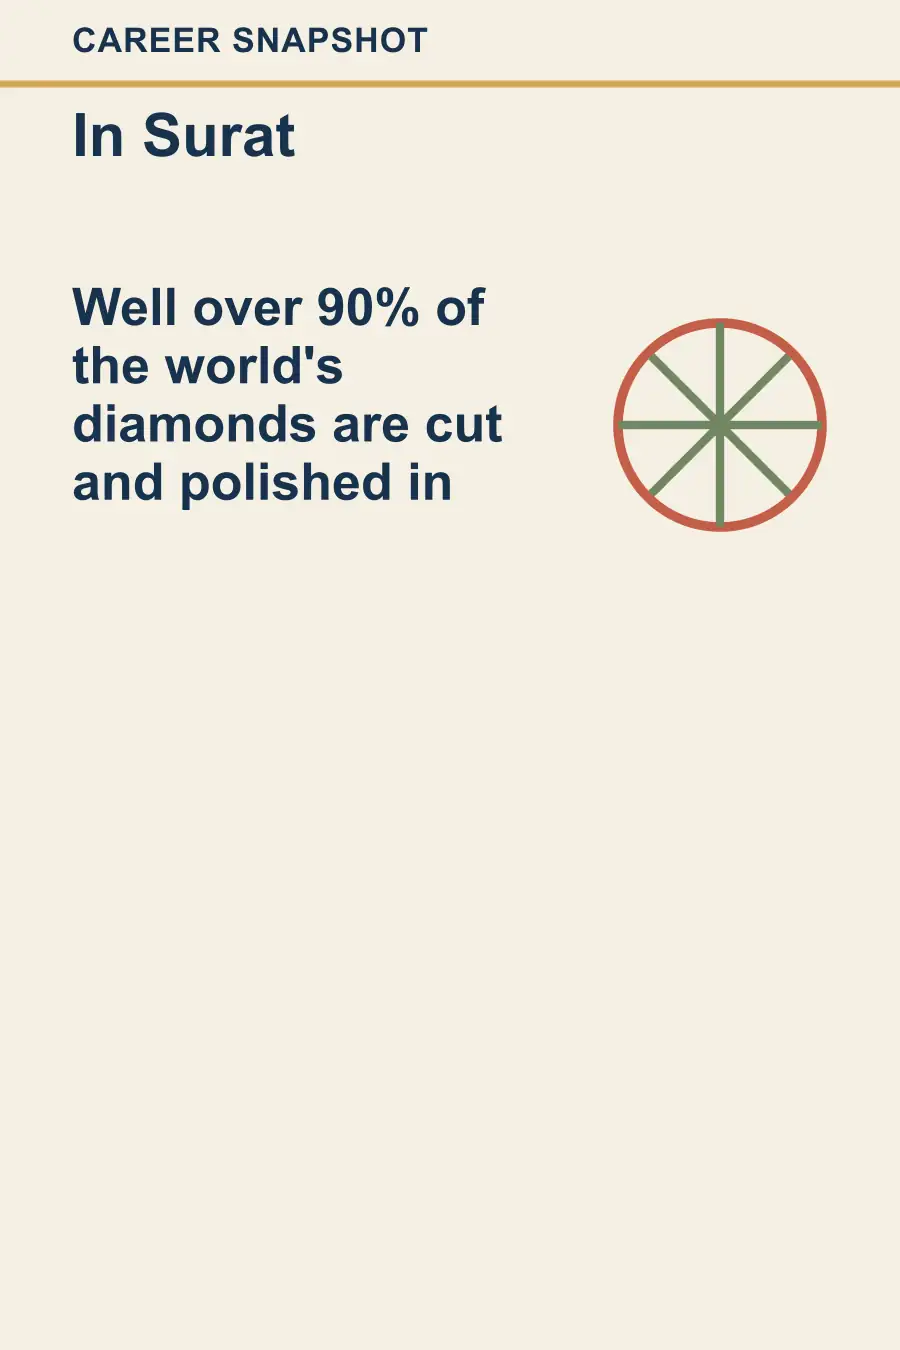 CAREER SNAPSHOT
In Surat
Well over 90% of
the world's
diamonds are cut
and polished in